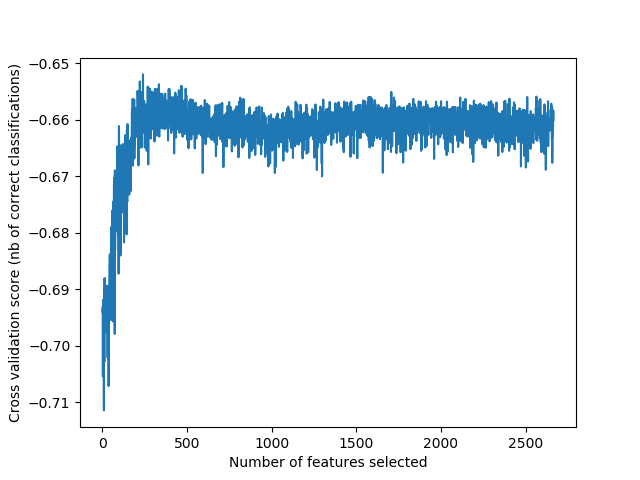 Cross validation score (nb of correct classifications)
−0.65
−0.66
−0.67
−0.68
−0.69
−0.70
−0.71
0 500 1000 1500 2000 2500
Number of features selected